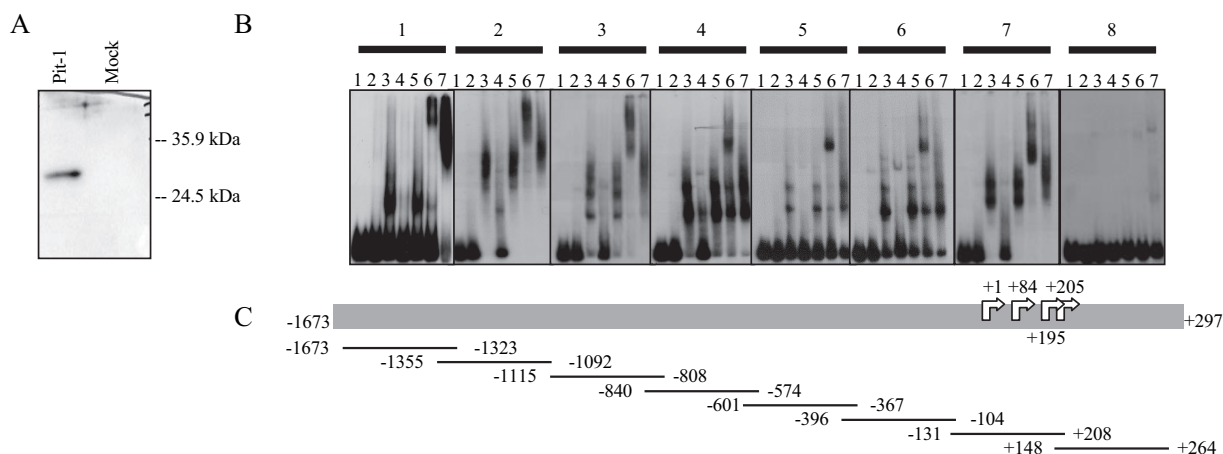 A
Pit-1
Mock
-- 35.9 kDa
-- 24.5 kDa
B
1 2 3 4 5 6 7 8
1 2 3 4 5 6 7
1 2 3 4 5 6 7
1 2 3 4 5 6 7
1 2 3 4 5 6 7
1 2 3 4 5 6 7
1 2 3 4 5 6 7
1 2 3 4 5 6 7
1 2 3 4 5 6 7
C
+1 +84 +205
-1673 +297
+195
-1673 -1323
-1355 -1092
-1115 -808
-840 -574
-601 -367
-396 -104
-131 +208
+148 +264